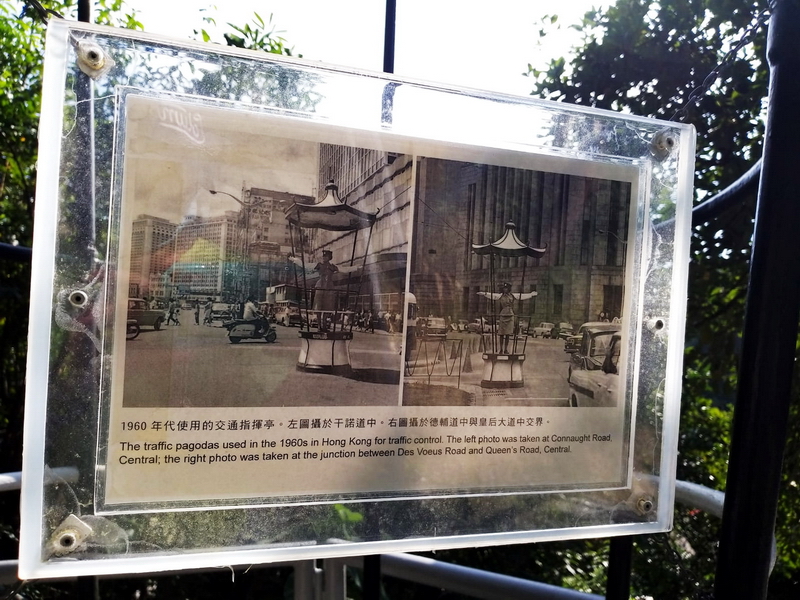 1960 年代使用的交通指揮亭。左圖攝於干諾道中。右圖攝於德輔道中與皇后大道中交界。
The traffic pagodas used in the 1960s in Hong Kong for traffic control. The left photo was taken at Connaught Road,
Central; the right photo was taken at the junction between Des Voeus Road and Queen's Road, Central.